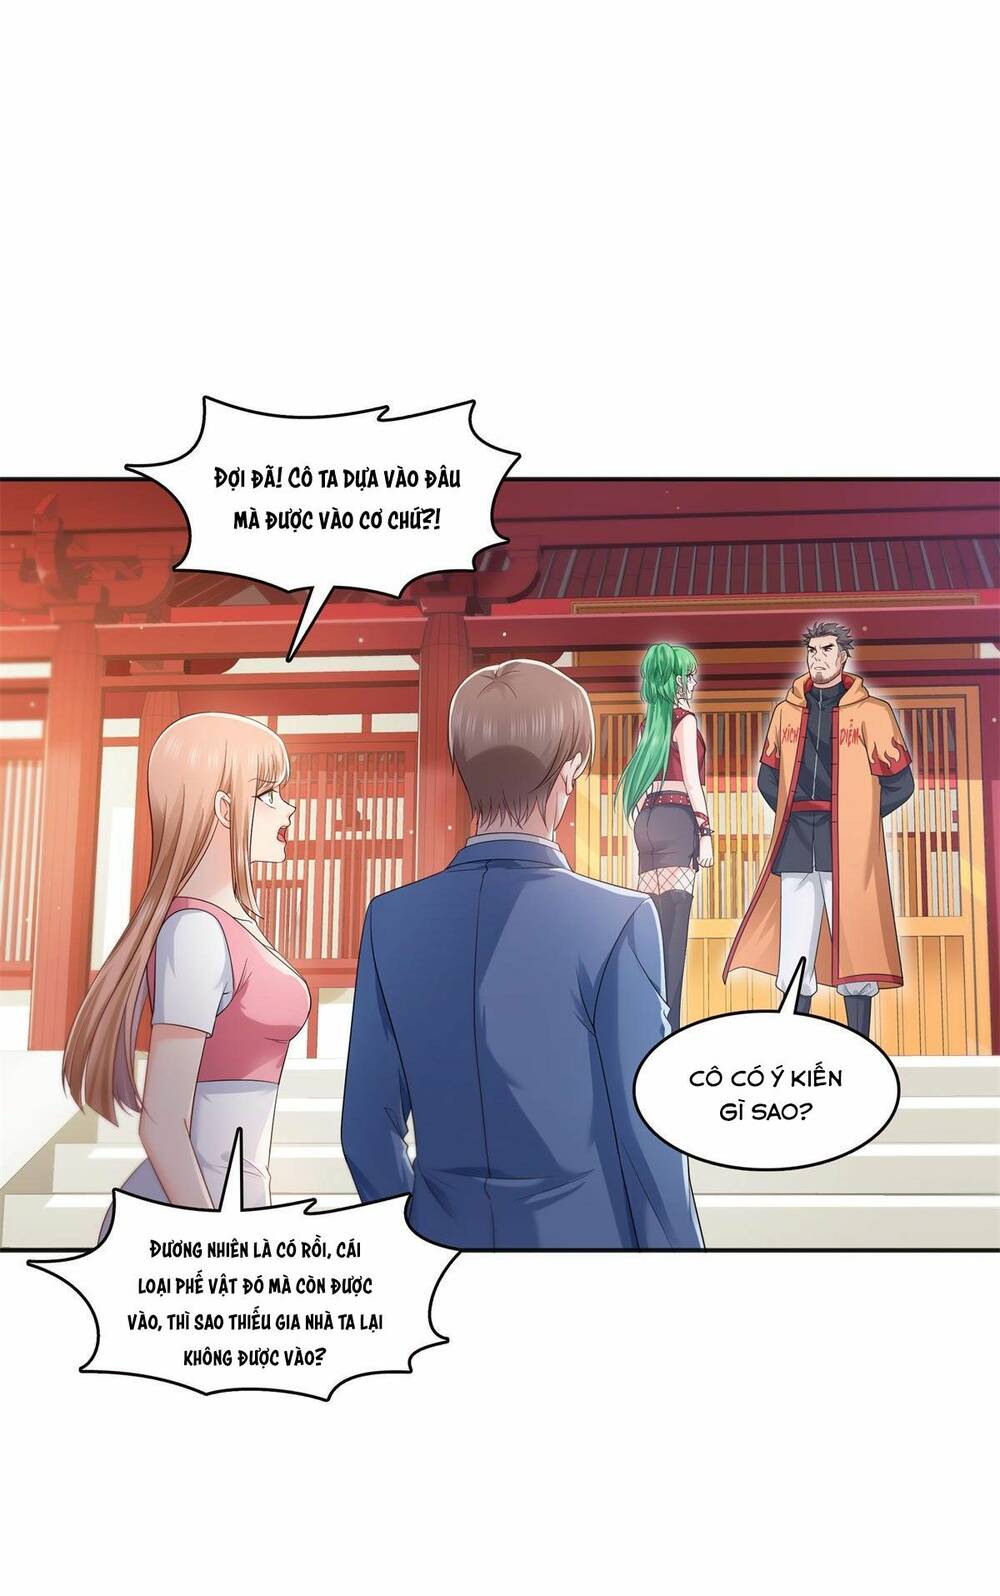 ĐỢI ĐÃ! CÔ TA DỰA VÀO ĐÂU
MÀ ĐƯỢC VÀO CƠ CHỨ?!
XÍCH DIỄM
CÔ CÓ Ý KIẾN
GÌ SAO?
ĐƯƠNG NHIÊN LÀ CÓ RỒI, CÁI
LOẠI PHẾ VẬT ĐÓ MÀ CÒN ĐƯỢC
VÀO, THÌ SAO THIẾU GIA NHÀ TA LẠI
KHÔNG ĐƯỢC VÀO?